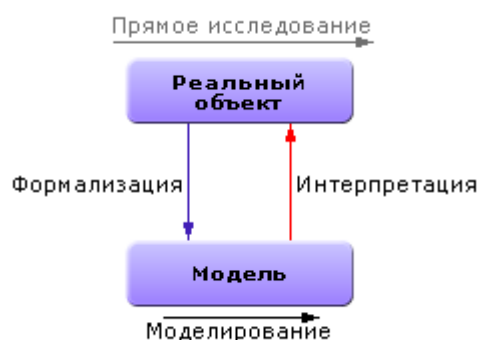 Прямое исследование
Реальный
объект
Формализация
Интерпретация
Модель
Моделирование